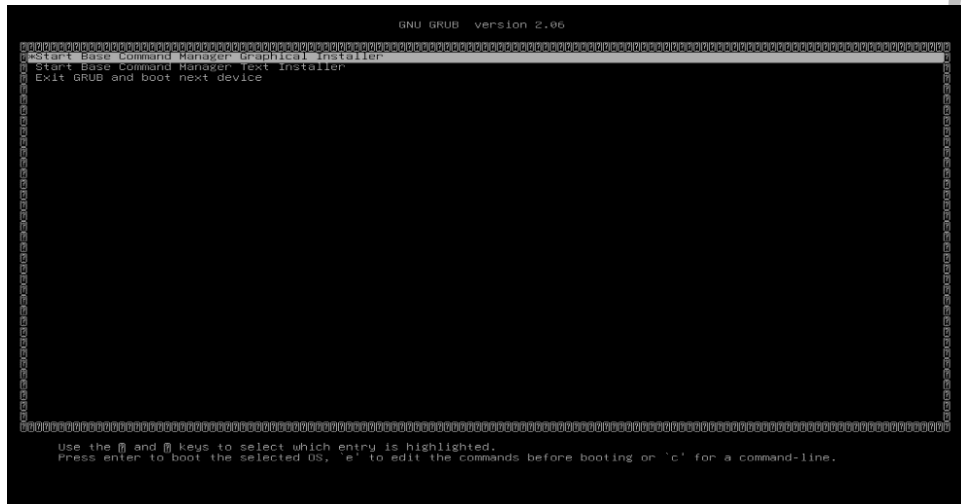 GNU GRUB version 2.06
*Start Base Command Manager Graphical Installer
Start Base Command Manager Text Installer
Exit GRUB and boot next device
Use the and keys to select which entry is highlighted.
Press enter to boot the selected OS, `e' to edit the commands before booting or `c' for a command-line.